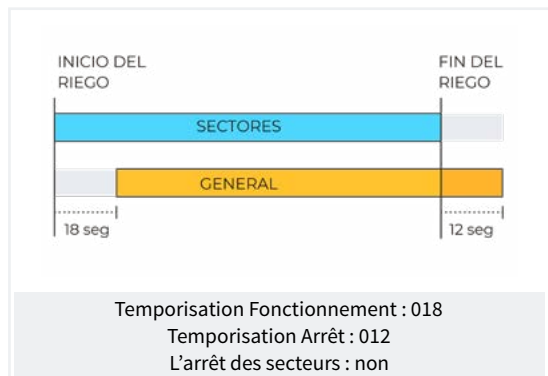 INICIO DEL
RIEGO
FIN DEL
RIEGO
SECTORES
GENERAL
18 seg
12 seg
Temporisation Fonctionnement : 018
Temporisation Arrêt : 012
L'arrêt des secteurs : non